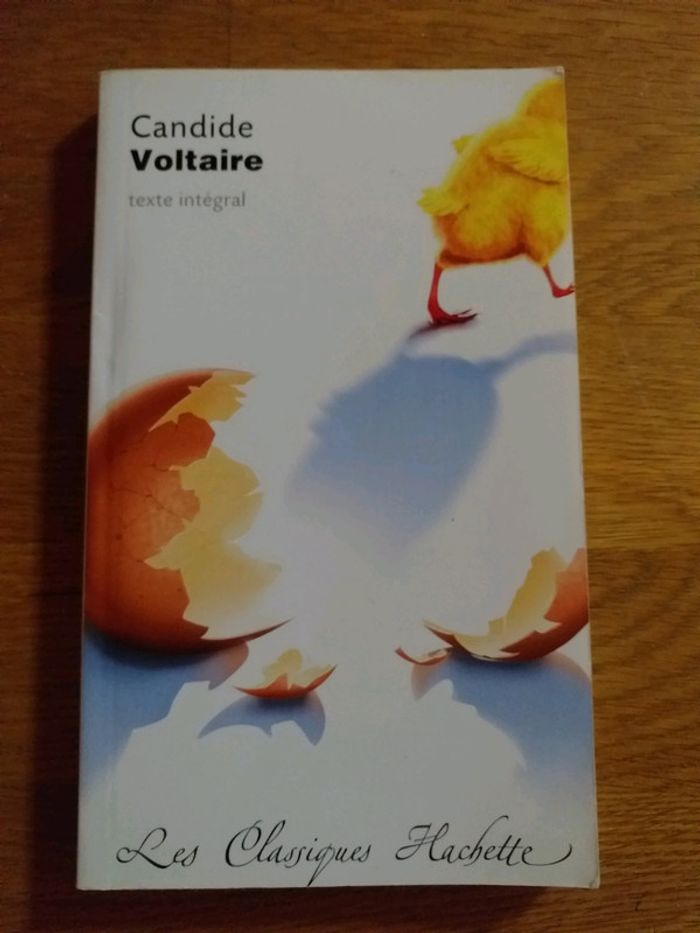 Candide
Voltaire
texte intégral
Les Classiques Hachette